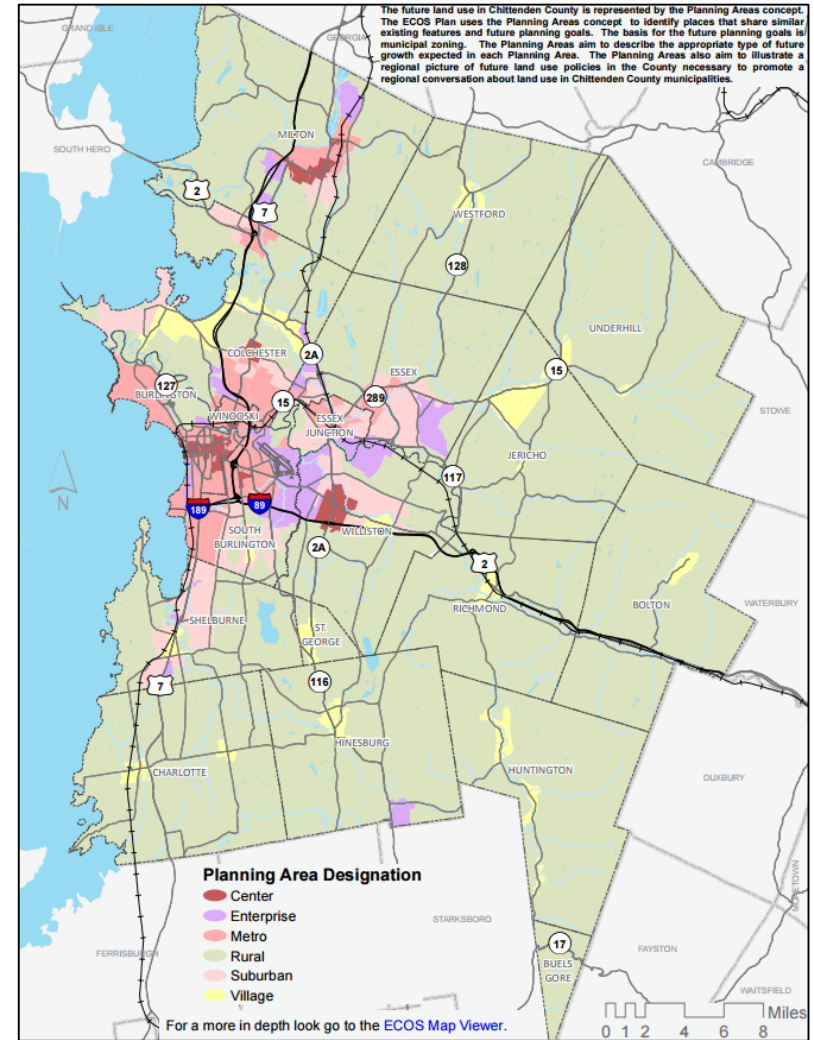 The future land use in Chittenden County is represented by the Planning Areas concept.
The ECOS Plan uses the Planning Areas concept to identify places that share similar
existing features and future planning goals. The basis for the future planning goals is
municipal zoning. The Planning Areas aim to describe the appropriate type of future
growth expected in each Planning Area. The Planning Areas also aim to illustrate a
regional picture of future land use policies in the County necessary to promote a
regional conversation about land use in Chittenden County municipalities.
GRAND ISLE
GEORGIA
MILTON
SOUTH HERO
CAMBRIDGE
2
7
WESTFORD
128
UNDERHILL
COLCHESTER
2A
15
ESSEX
127
BURLINGTON
289
15
STOWE
WINOOSKI
ESSEX
JUNCTION
JERICHO
117
N
189
89
SOUTH
BURLINGTON
WILLISTON
2A
2
RICHMOND
BOLTON
WATERBURY
SHELBURNE
ST.
GEORGE
7
116
HINESBURG
CHARLOTTE
HUNTINGTON
DUXBURY
MORETOWN
Planning Area Designation
Center
Enterprise
Metro
Rural
Suburban
Village
STARKSBORO
FERRISBURGH
17
BUELS
GORE
FAYSTON
WAITSFIELD
For a more in depth look go to the ECOS Map Viewer.
Miles
0 1 2 4 6 8